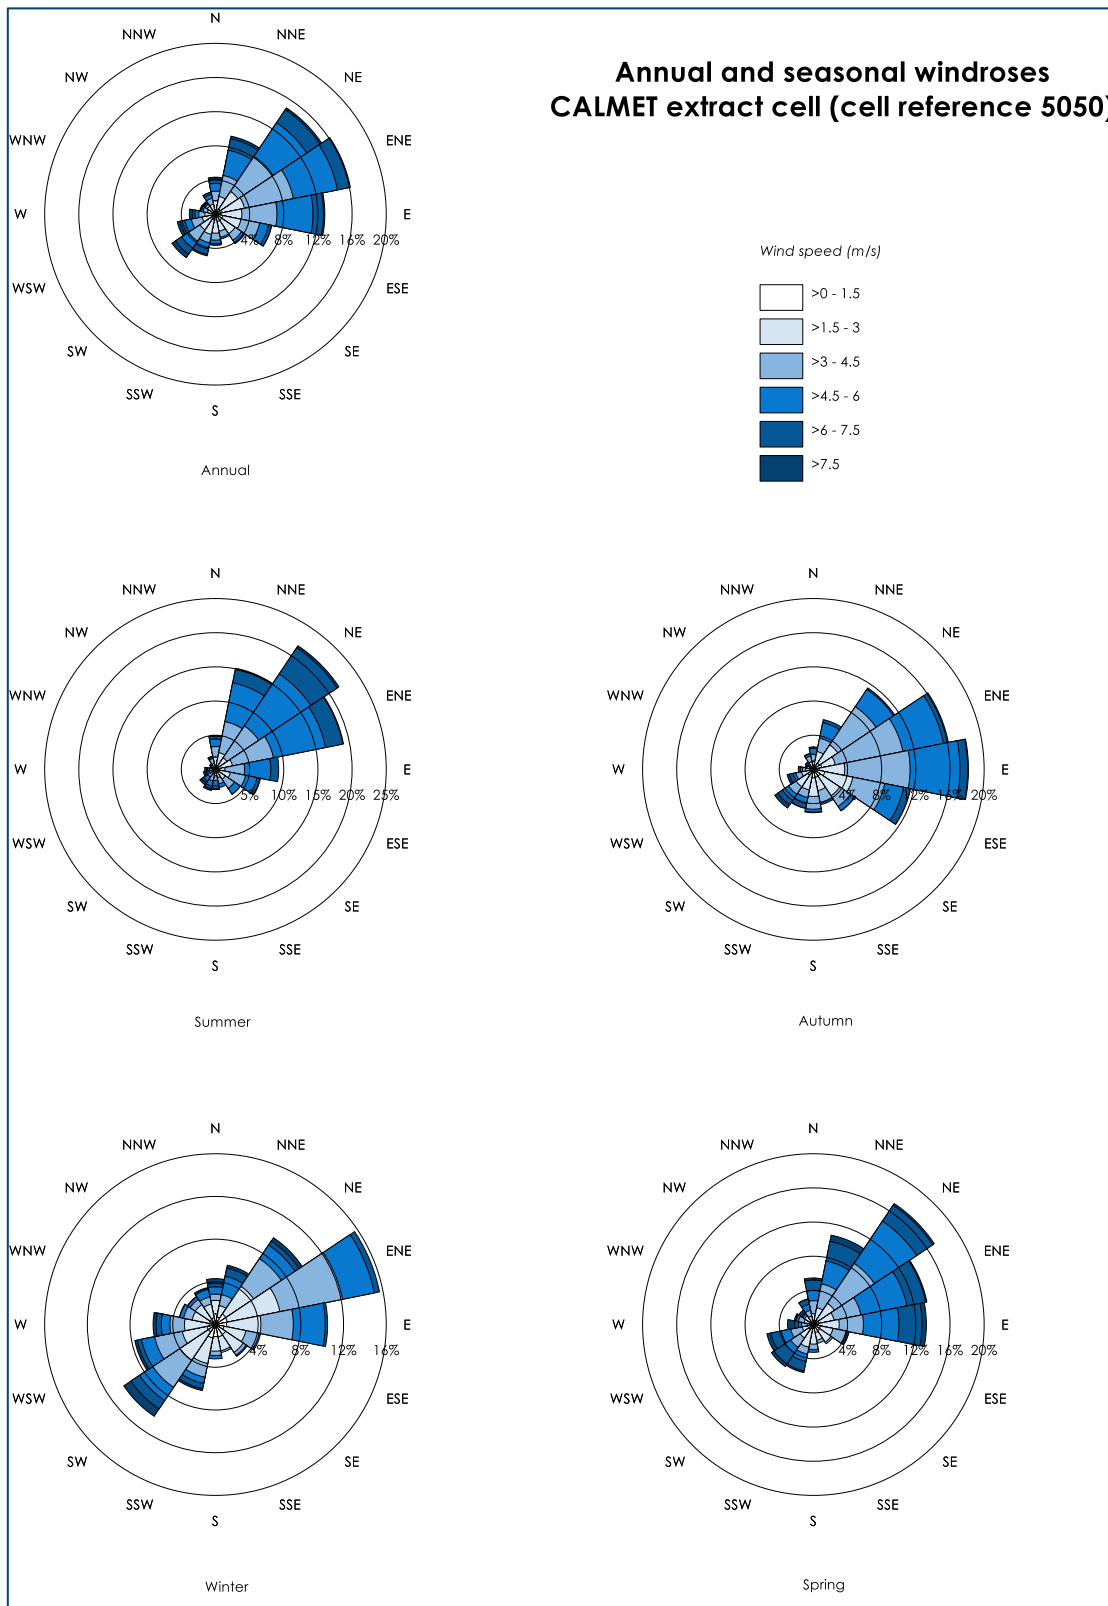 Annual and seasonal windroses
CALMET extract cell (cell reference 5050)
N
NNW NNE
NW NE
WNW ENE
W E
4% 8% 12% 16% 20%
WSW ESE
SW SE
SSW SSE
S
Annual
Wind speed (m/s)
>0 - 1.5
>1.5 - 3
>3 - 4.5
>4.5 - 6
>6 - 7.5
>7.5
N
NNW NNE
NW NE
WNW ENE
W E
5% 10% 15% 20% 25%
WSW ESE
SW SE
SSW SSE
S
Summer
N
NNW NNE
NW NE
WNW ENE
W E
4% 8% 12% 16% 20%
WSW ESE
SW SE
SSW SSE
S
Autumn
N
NNW NNE
NW NE
WNW ENE
W E
4% 8% 12% 16%
WSW ESE
SW SE
SSW SSE
S
Winter
N
NNW NNE
NW NE
WNW ENE
W E
4% 8% 12% 16% 20%
WSW ESE
SW SE
SSW SSE
S
Spring